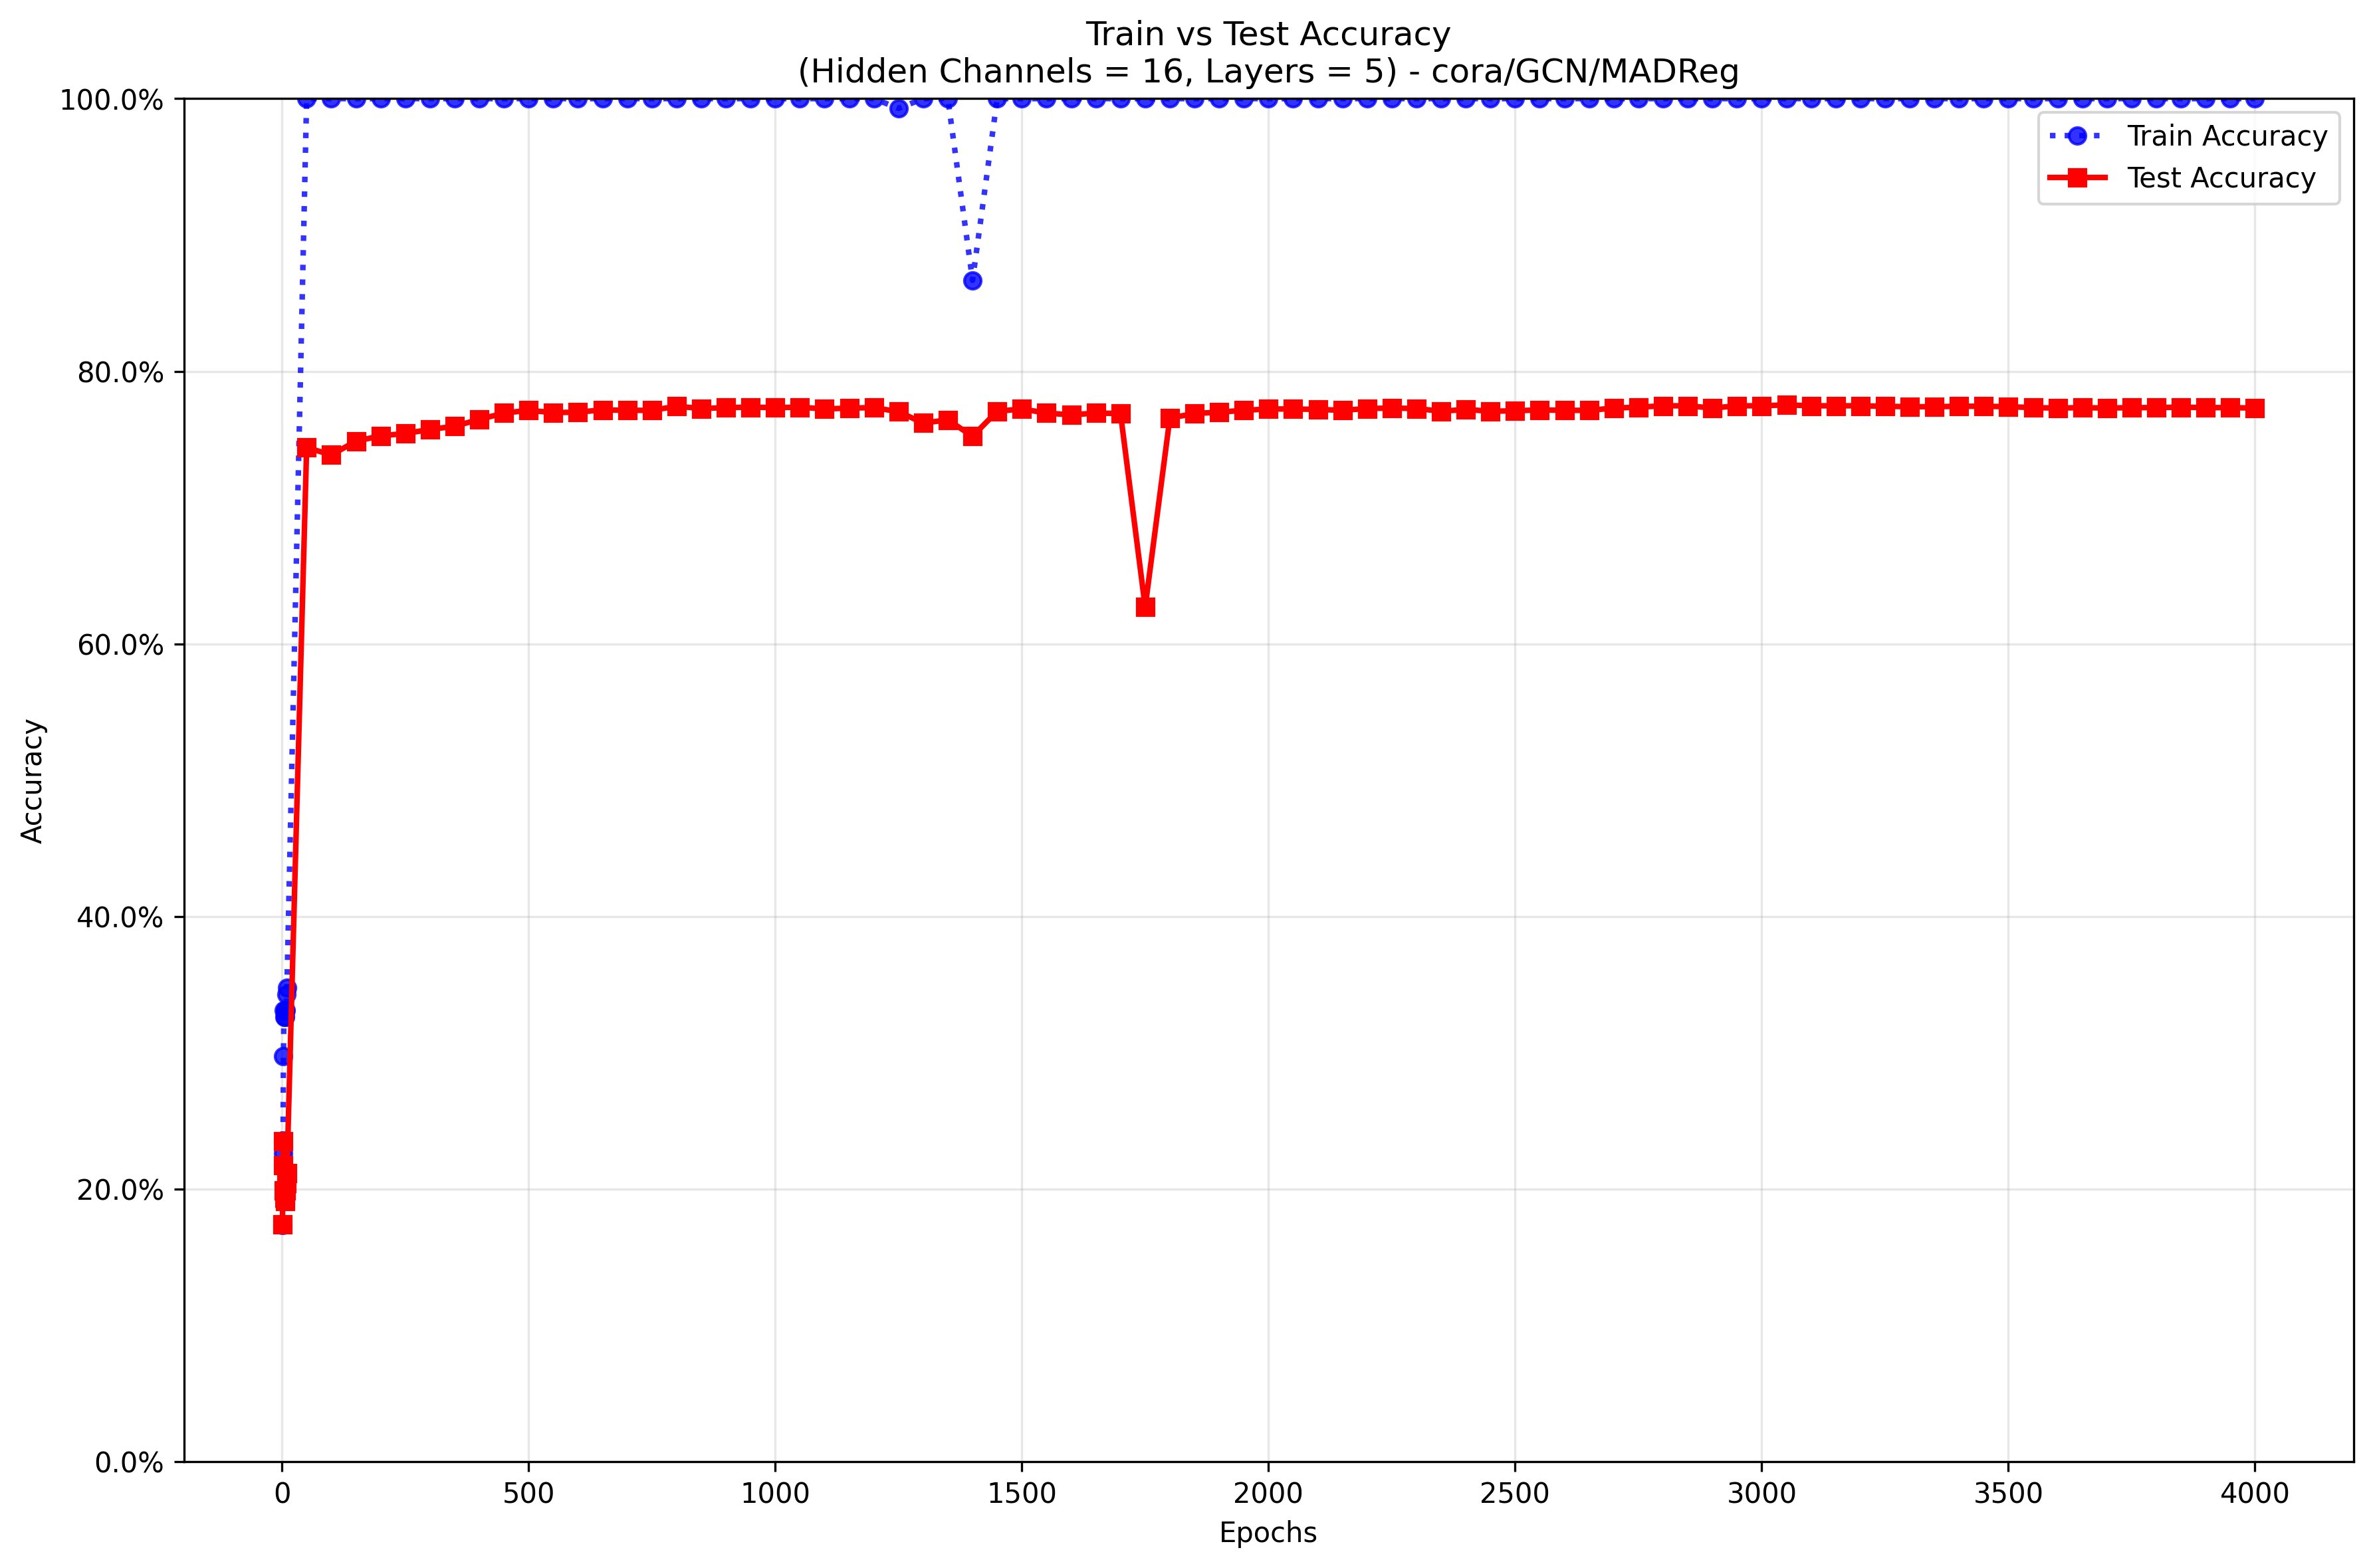 Train vs Test Accuracy
(Hidden Channels = 16, Layers = 5) - cora/GCN/MADReg
100.0%
80.0%
60.0%
40.0%
20.0%
0.0%
Accuracy
Train Accuracy
Test Accuracy
0 500 1000 1500 2000 2500 3000 3500 4000
Epochs